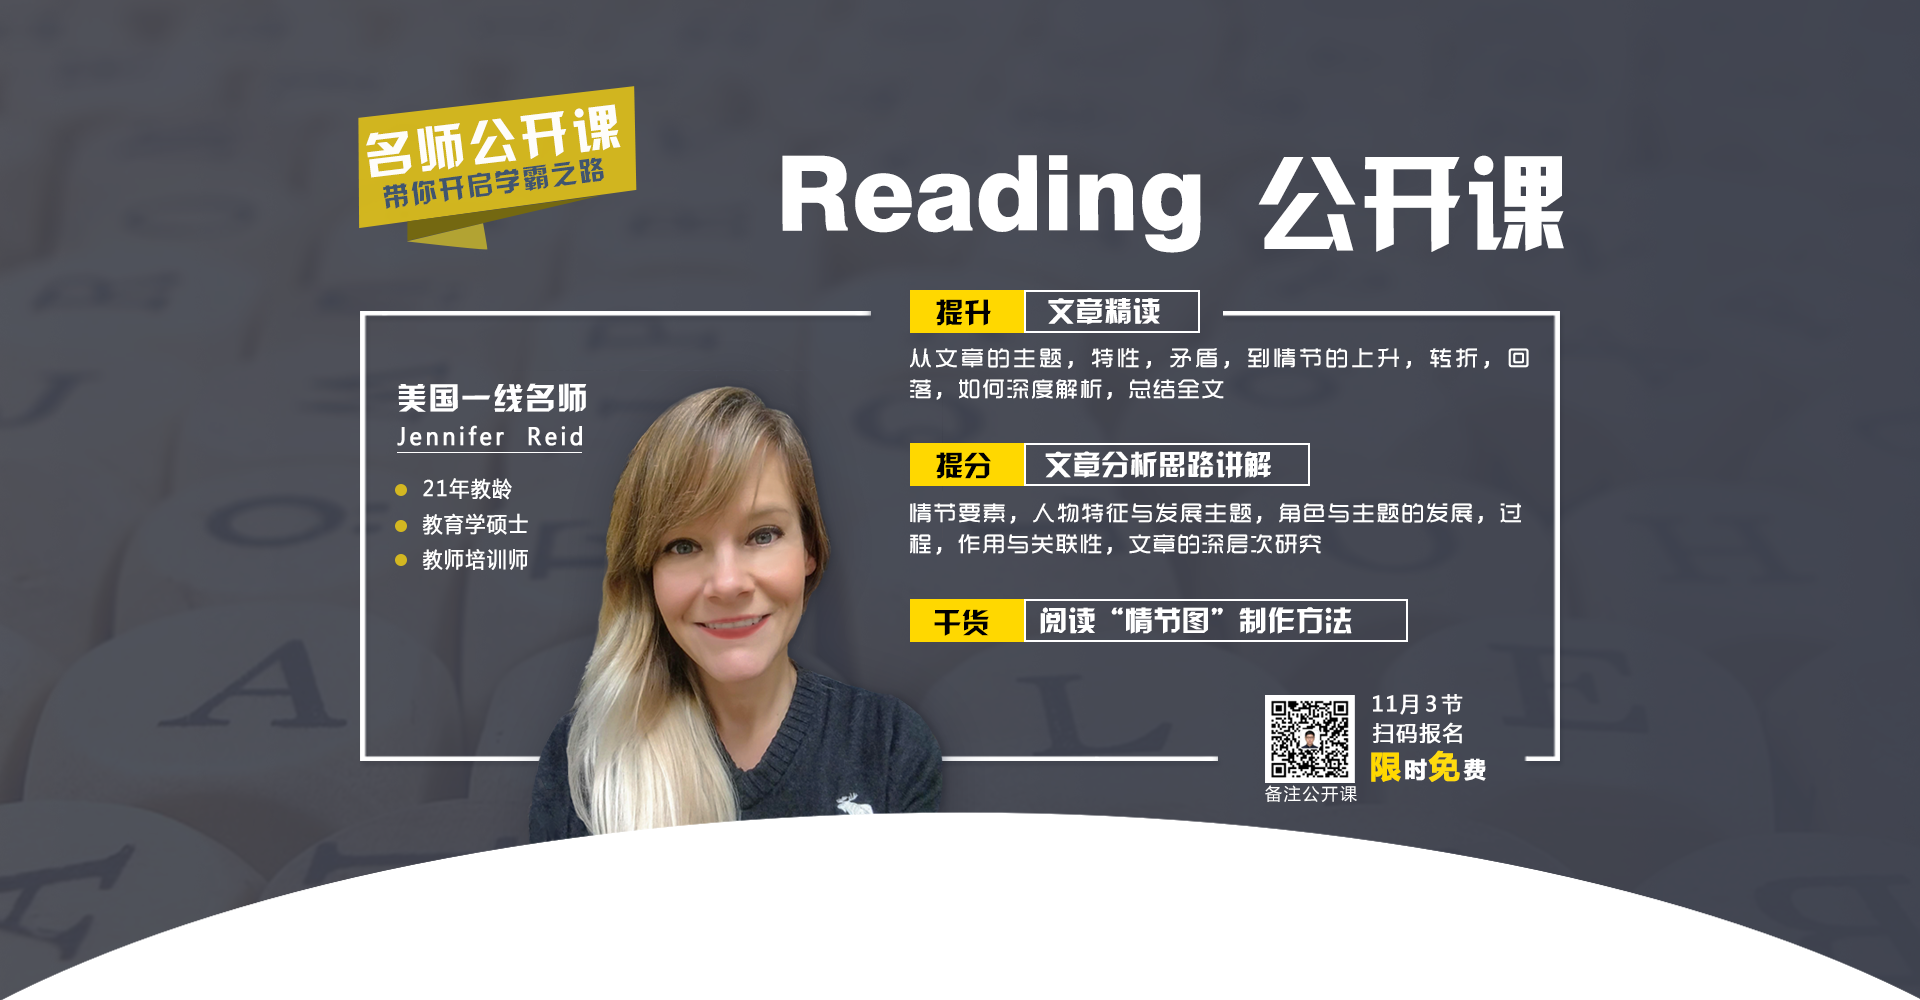 名师公开课
带你开启学霸之路
Reading 公开课
美国一线名师
Jennifer Reid
21年教龄
教育学硕士
教师培训师
提升 文章精读
从文章的主题，特性，矛盾，到情节的上升，转折，回
落，如何深度解析，总结全文
提分 文章分析思路讲解
情节要素，人物特征与发展主题，角色与主题的发展，过
程，作用与关联性，文章的深层次研究
干货 阅读“情节图”制作方法
11月3节
扫码报名
限时免费
备注公开课